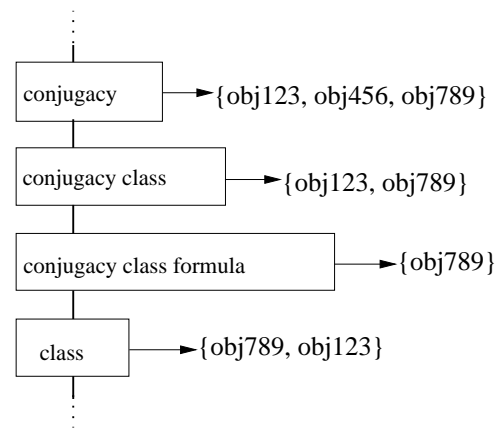 conjugacy {obj123, obj456, obj789}
conjugacy class {obj123, obj789}
conjugacy class formula {obj789}
class {obj789, obj123}